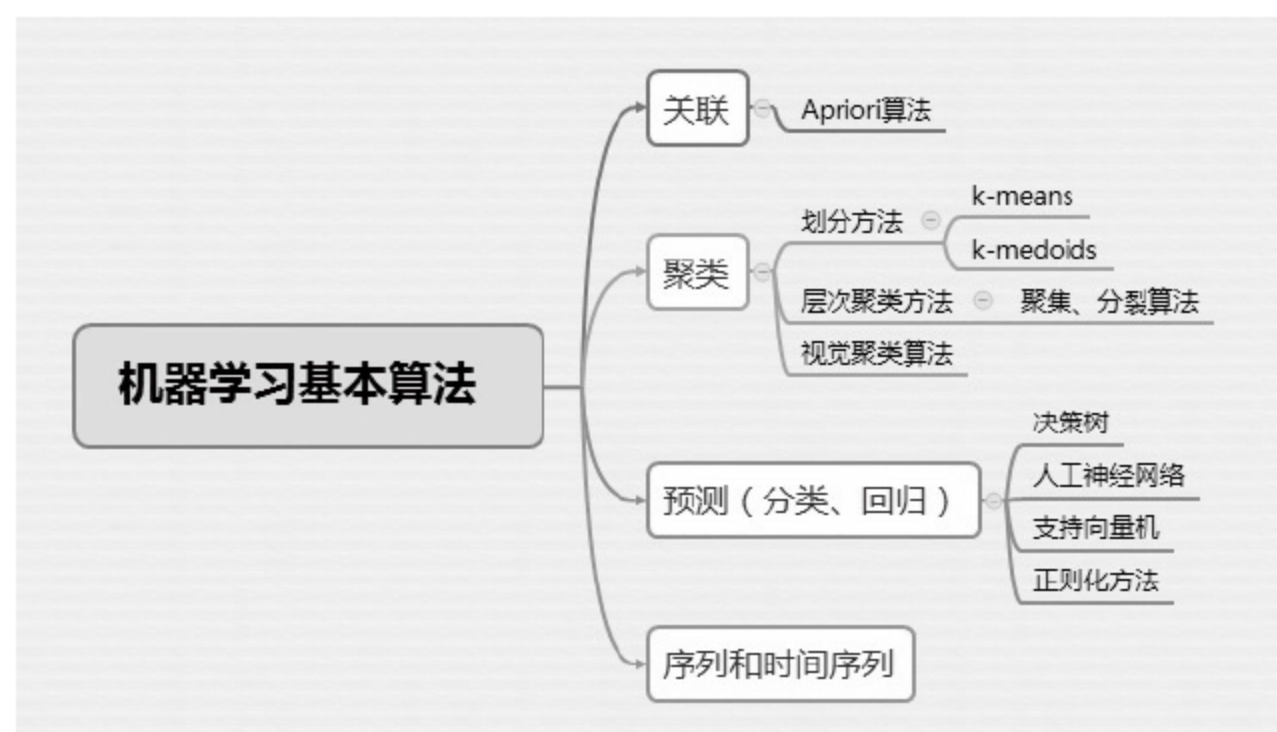 机器学习基本算法
关联
Apriori算法
聚类
划分方法
k-means
k-medoids
层次聚类方法
聚集、分裂算法
视觉聚类算法
预测（分类、回归）
决策树
人工神经网络
支持向量机
正则化方法
序列和时间序列